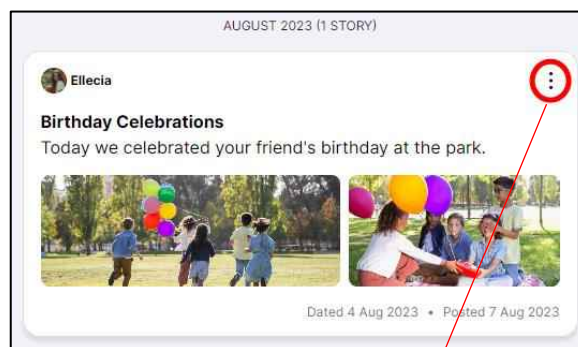 AUGUST 2023 (1 STORY)
Ellecia
Birthday Celebrations
Today we celebrated your friend's birthday at the park.
Dated 4 Aug 2023 • Posted 7 Aug 2023